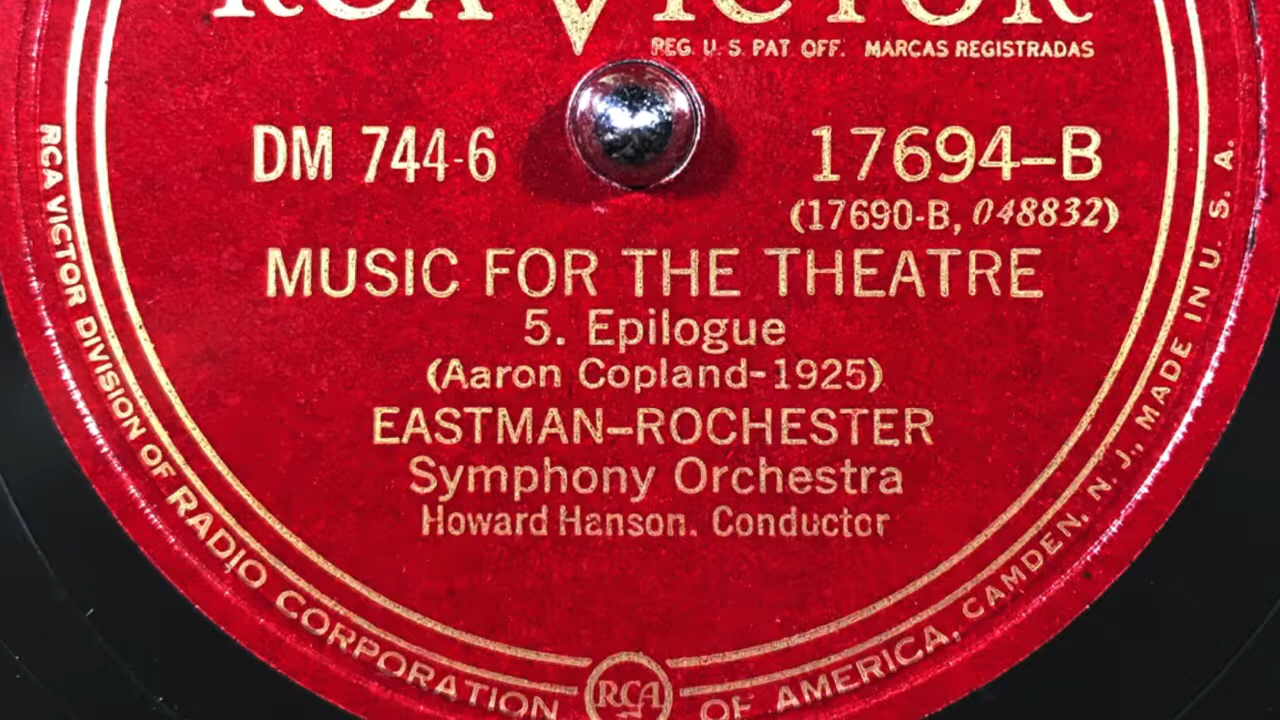 RCA VICTOR
REG. U. S. PAT. OFF. MARCAS REGISTRADAS
DM 744-6
17694-B
(17690-B, 048832)
MUSIC FOR THE THEATRE
5. Epilogue
(Aaron Copland-1925)
EASTMAN-ROCHESTER
Symphony Orchestra
Howard Hanson. Conductor
RCA VICTOR DIVISION OF RADIO CORPORATION OF AMERICA, CAMDEN, N. J., MADE IN U. S. A.
RCA